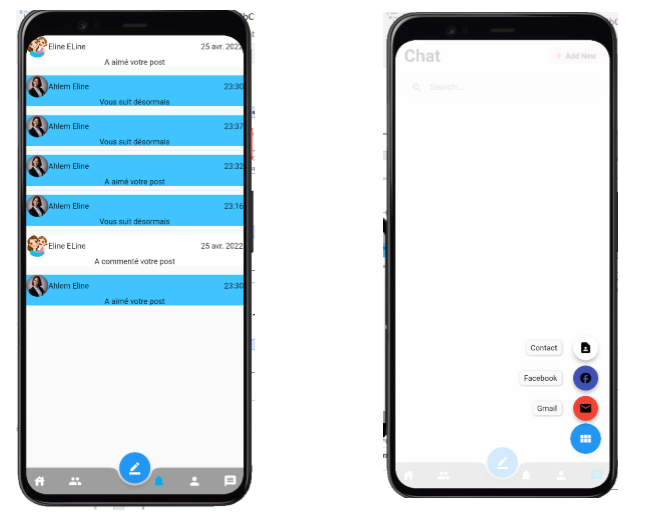 Eline ELine 25 avr. 2022
A aimé votre post
Ahlem Eline 23:30
Vous suit désormais
Ahlem Eline 23:37
Vous suit désormais
Ahlem Eline 23:32
A aimé votre post
Ahlem Eline 23:16
Vous suit désormais
Eline ELine 25 avr. 2022
A commenté votre post
Ahlem Eline 23:30
A aimé votre post
Chat
+ Add New
Search...
Contact
Facebook
Gmail